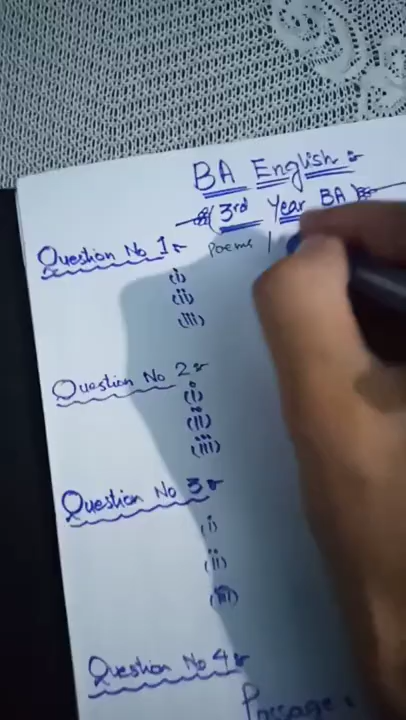 BA English :-
(3rd Year BA)
Question No 1 :- Poems /
(i)
(ii)
(iii)
Question No 2 :-
(i)
(ii)
(iii)
Question No 3 :-
(i)
(ii)
(iii)
Question No 4 :-
Passage :